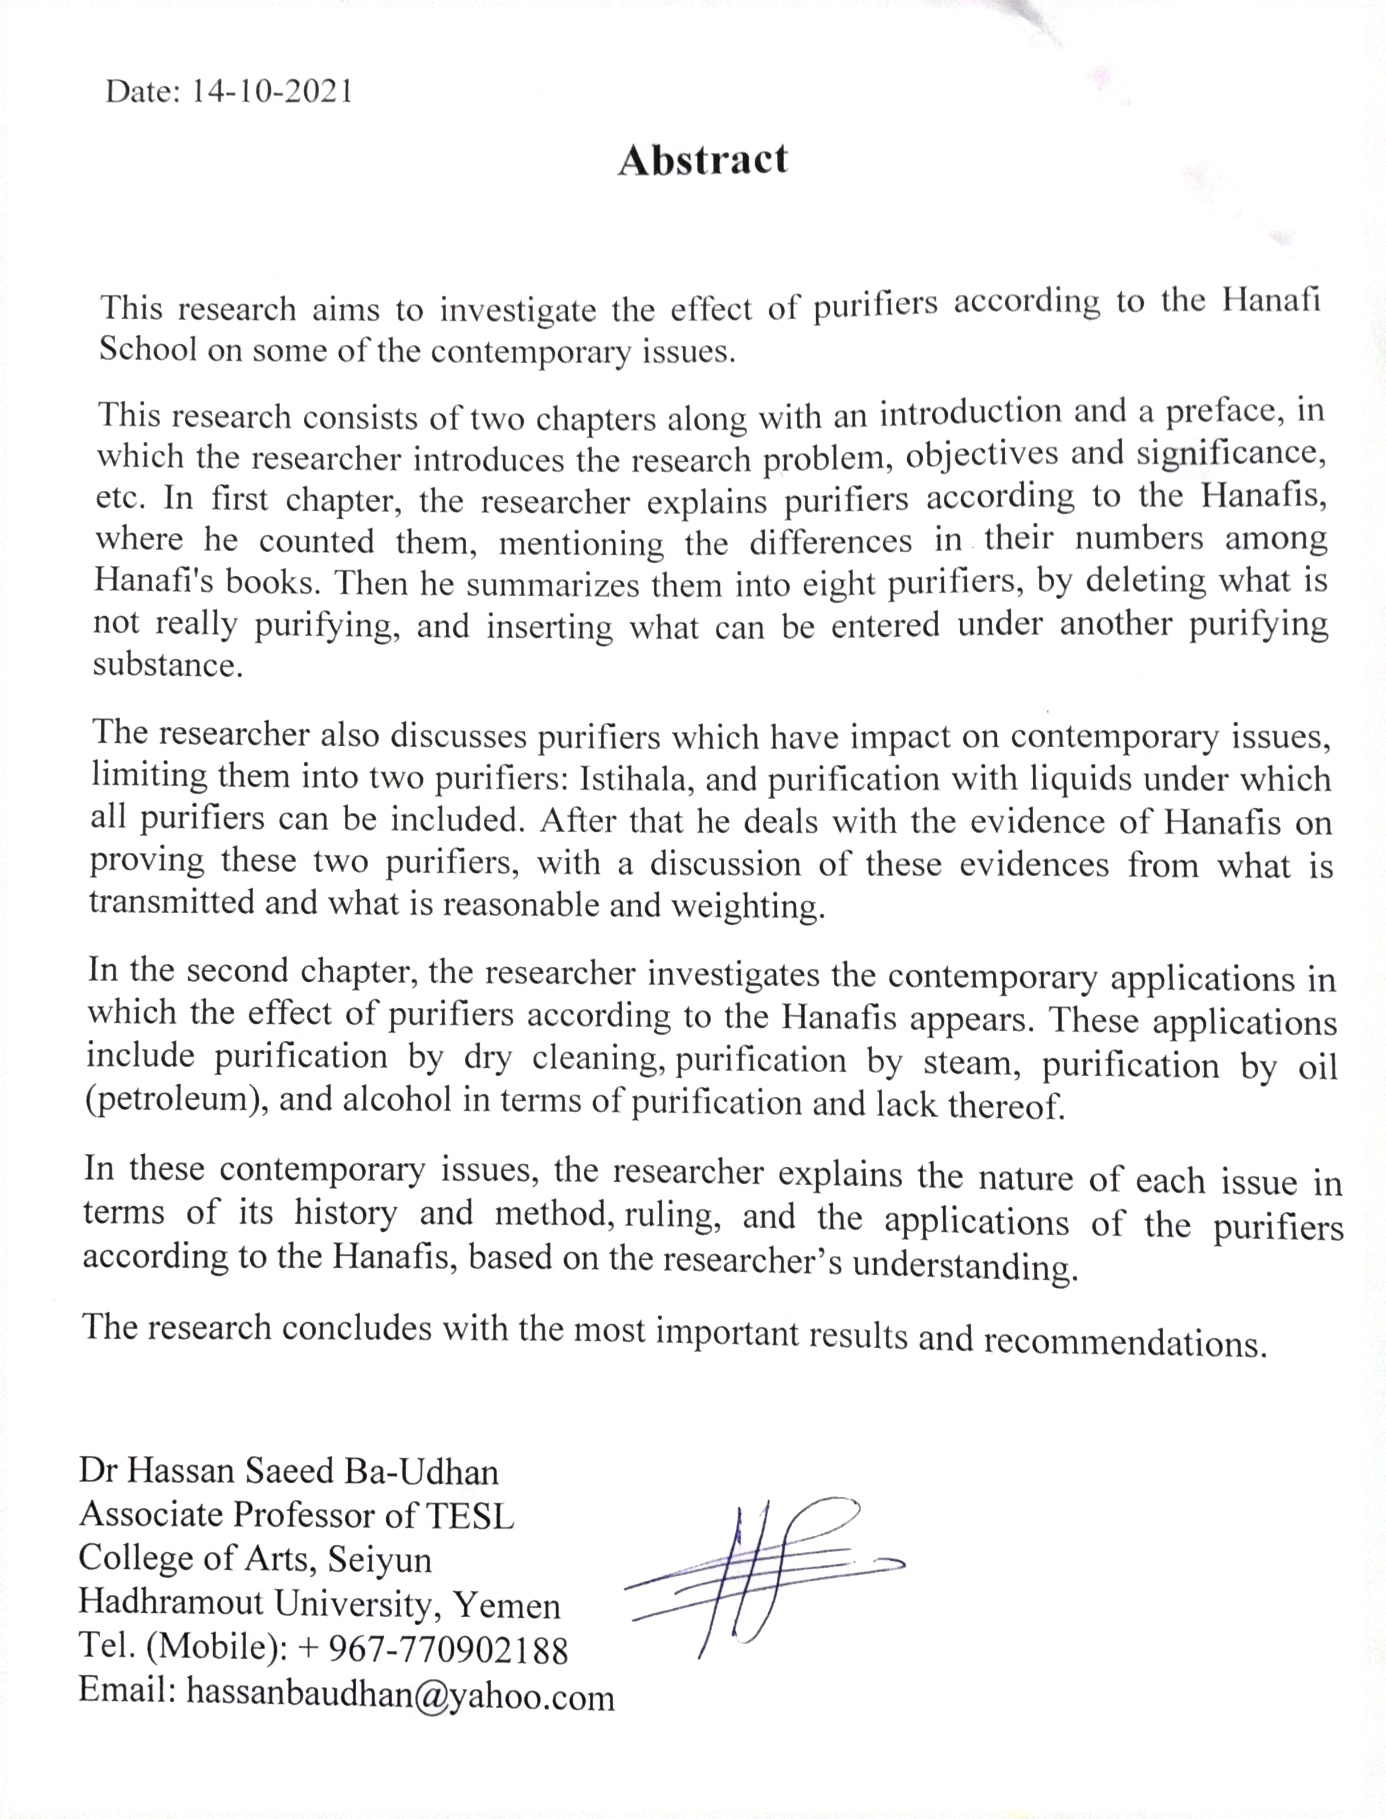 Date: 14-10-2021
Abstract
This research aims to investigate the effect of purifiers according to the Hanafi
School on some of the contemporary issues.
This research consists of two chapters along with an introduction and a preface, in
which the researcher introduces the research problem, objectives and significance,
etc. In first chapter, the researcher explains purifiers according to the Hanafis,
where he counted them, mentioning the differences in their numbers among
Hanafi's books. Then he summarizes them into eight purifiers, by deleting what is
not really purifying, and inserting what can be entered under another purifying
substance.
The researcher also discusses purifiers which have impact on contemporary issues,
limiting them into two purifiers: Istihala, and purification with liquids under which
all purifiers can be included. After that he deals with the evidence of Hanafis on
proving these two purifiers, with a discussion of these evidences from what is
transmitted and what is reasonable and weighting.
In the second chapter, the researcher investigates the contemporary applications in
which the effect of purifiers according to the Hanafis appears. These applications
include purification by dry cleaning, purification by steam, purification by oil
(petroleum), and alcohol in terms of purification and lack thereof.
In these contemporary issues, the researcher explains the nature of each issue in
terms of its history and method, ruling, and the applications of the purifiers
according to the Hanafis, based on the researcher’s understanding.
The research concludes with the most important results and recommendations.
Dr Hassan Saeed Ba-Udhan
Associate Professor of TESL
College of Arts, Seiyun
Hadhramout University, Yemen
Tel. (Mobile): + 967-770902188
Email: hassanbaudhan@yahoo.com